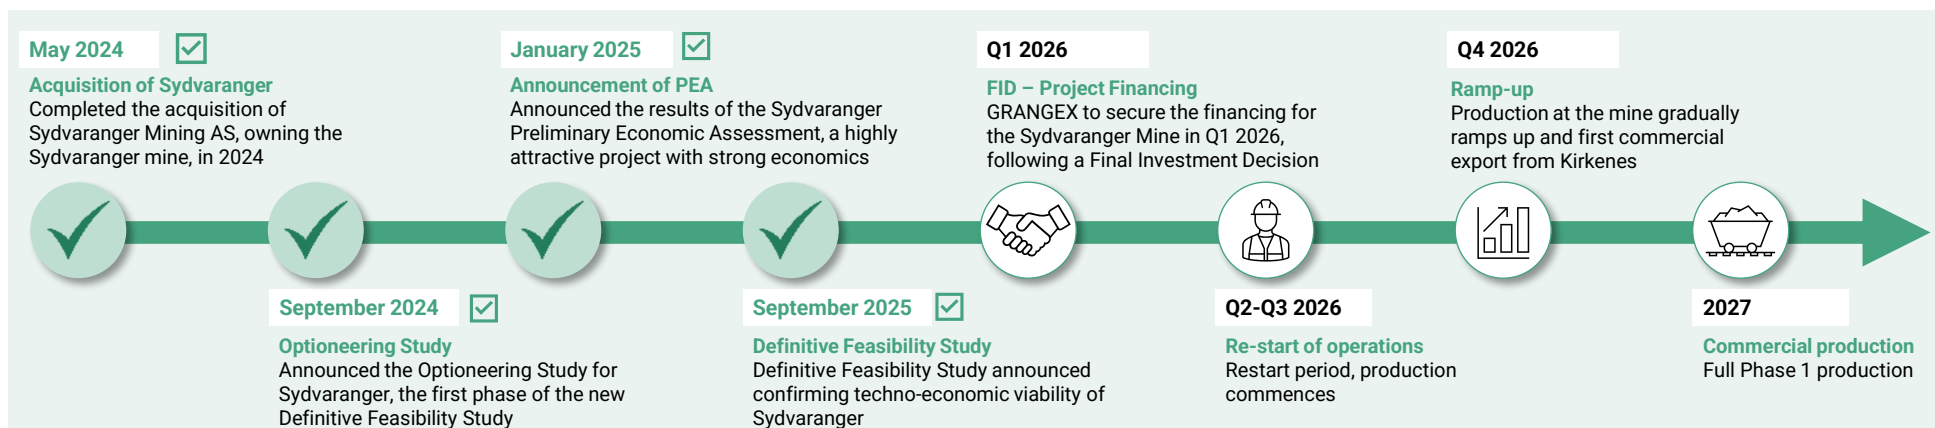 May 2024
Acquisition of Sydvaranger
Completed the acquisition of
Sydvaranger Mining AS, owning the
Sydvaranger mine, in 2024
September 2024
Optioneering Study
Announced the Optioneering Study for
Sydvaranger, the first phase of the new
Definitive Feasibility Study
January 2025
Announcement of PEA
Announced the results of the Sydvaranger
Preliminary Economic Assessment, a highly
attractive project with strong economics
September 2025
Definitive Feasibility Study
Definitive Feasibility Study announced
confirming techno-economic viability of
Sydvaranger
Q1 2026
FID – Project Financing
GRANGEX to secure the financing for
the Sydvaranger Mine in Q1 2026,
following a Final Investment Decision
Q2-Q3 2026
Re-start of operations
Restart period, production
commences
Q4 2026
Ramp-up
Production at the mine gradually
ramps up and first commercial
export from Kirkenes
2027
Commercial production
Full Phase 1 production